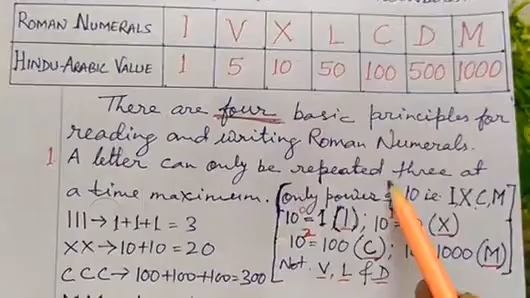 ROMAN NUMERALS I V X L C D M
HINDU-ARABIC VALUE 1 5 10 50 100 500 1000
There are four basic principles for
reading and writing Roman Numerals.
1 A letter can only be repeated three at
a time maximum. [only power 10 ie. I, X, C, M
III → 1+1+1 = 3 10⁰ = 1 (I); 10 (X)
XX → 10+10 = 20 10² = 100 (C); 1000 (M)
CCC → 100+100+100 = 300 Not V, L & D